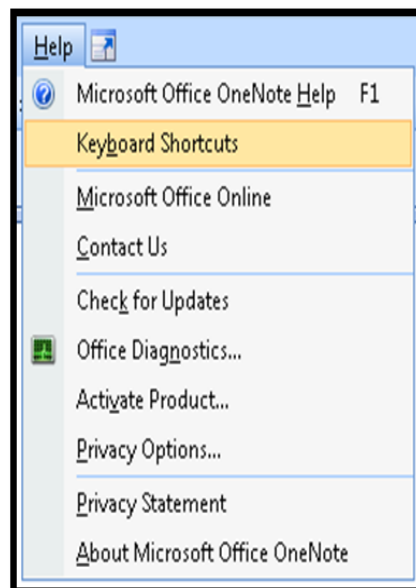 Help
Microsoft Office OneNote Help F1
Keyboard Shortcuts
Microsoft Office Online
Contact Us
Check for Updates
Office Diagnostics...
Activate Product...
Privacy Options...
Privacy Statement
About Microsoft Office OneNote